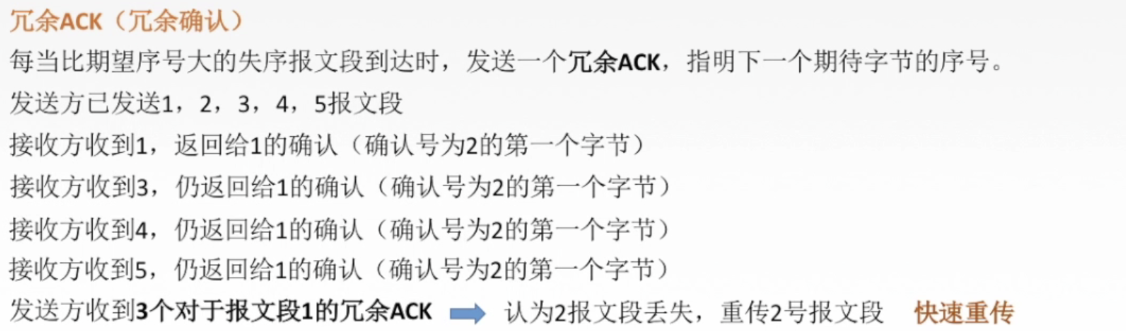 冗余ACK（冗余确认）
每当比期望序号大的失序报文段到达时，发送一个冗余ACK，指明下一个期待字节的序号。
发送方已发送1，2，3，4，5报文段
接收方收到1，返回给1的确认（确认号为2的第一个字节）
接收方收到3，仍返回给1的确认（确认号为2的第一个字节）
接收方收到4，仍返回给1的确认（确认号为2的第一个字节）
接收方收到5，仍返回给1的确认（确认号为2的第一个字节）
发送方收到3个对于报文段1的冗余ACK 认为2报文段丢失，重传2号报文段 快速重传